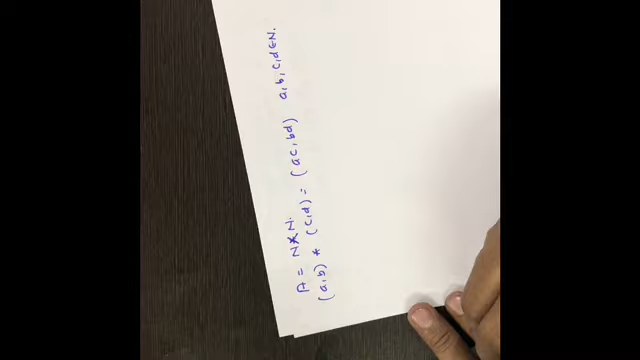 A = N×N.
(a,b) * (c,d) = (ac, bd) a,b,c,d∈N.